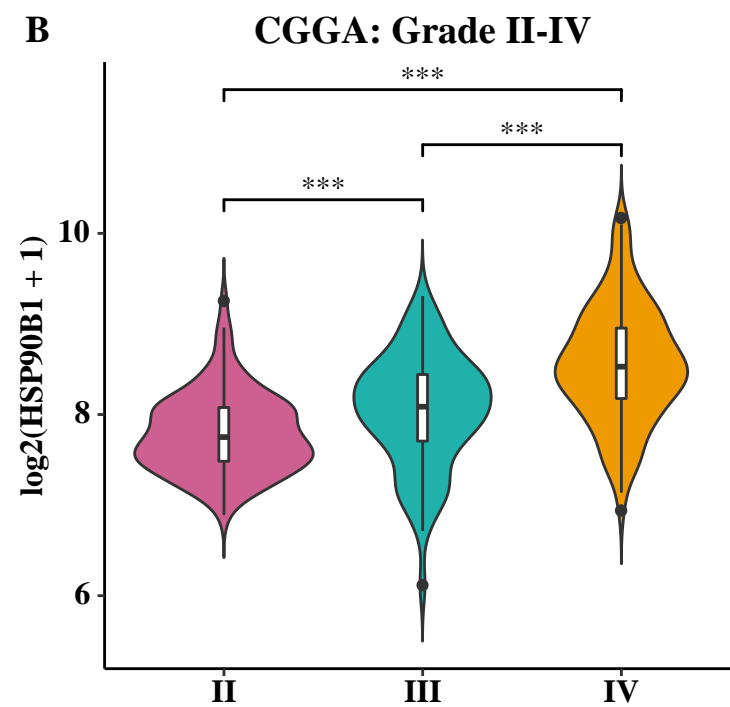 B
CGGA: Grade II-IV
***
***
***
log2(HSP90B1 + 1)
10
8
6
II III IV